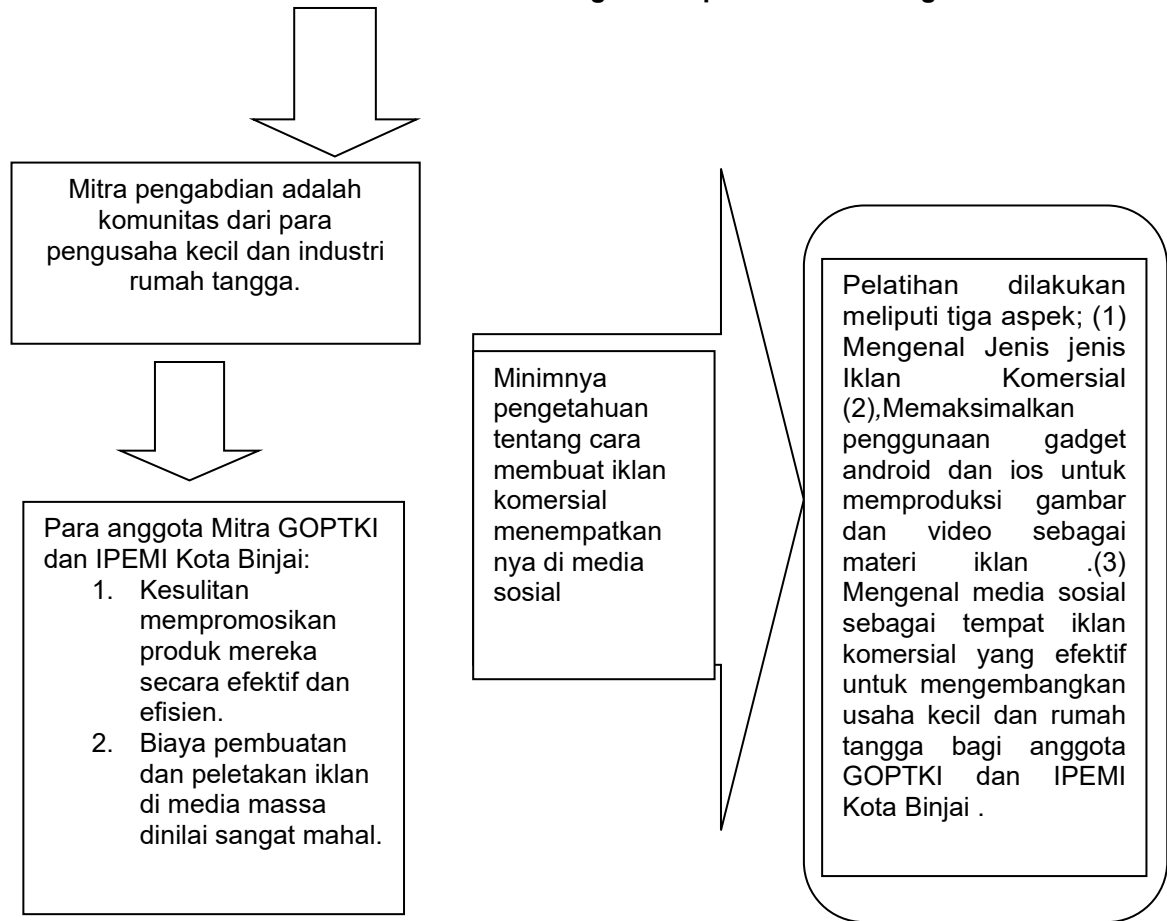 Mitra pengabdian adalah
komunitas dari para
pengusaha kecil dan industri
rumah tangga.
Para anggota Mitra GOPTKI
dan IPEMI Kota Binjai:
1. Kesulitan
mempromosikan
produk mereka
secara efektif dan
efisien.
2. Biaya pembuatan
dan peletakan iklan
di media massa
dinilai sangat mahal.
Minimnya
pengetahuan
tentang cara
membuat iklan
komersial
menempatkan
nya di media
sosial
Pelatihan dilakukan
meliputi tiga aspek; (1)
Mengenal Jenis jenis
Iklan Komersial
(2),Memaksimalkan
penggunaan gadget
android dan ios untuk
memproduksi gambar
dan video sebagai
materi iklan .(3)
Mengenal media sosial
sebagai tempat iklan
komersial yang efektif
untuk mengembangkan
usaha kecil dan rumah
tangga bagi anggota
GOPTKI dan IPEMI
Kota Binjai .